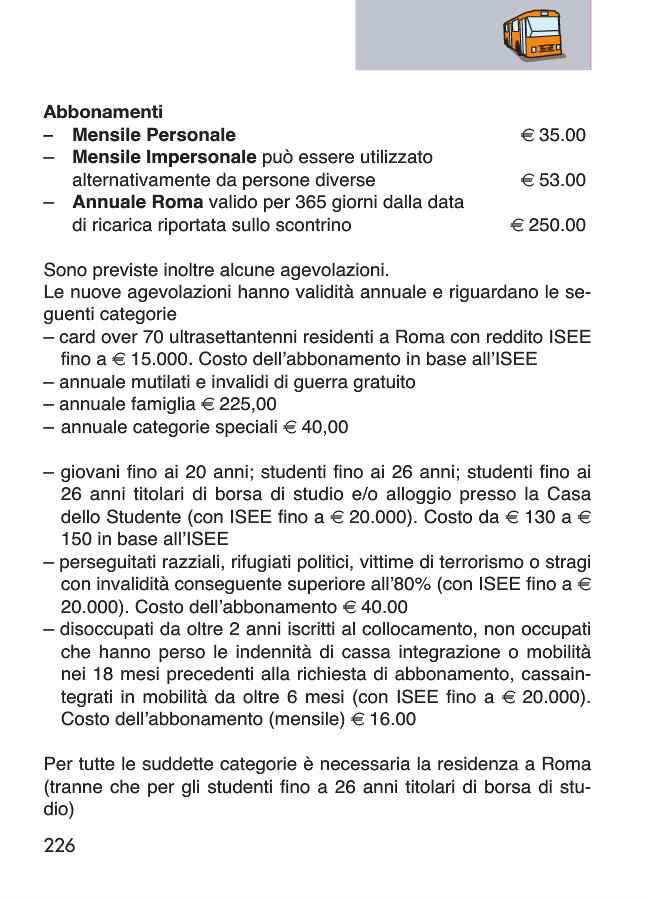 Abbonamenti
– Mensile Personale € 35.00
– Mensile Impersonale può essere utilizzato
alternativamente da persone diverse € 53.00
– Annuale Roma valido per 365 giorni dalla data
di ricarica riportata sullo scontrino € 250.00
Sono previste inoltre alcune agevolazioni.
Le nuove agevolazioni hanno validità annuale e riguardano le se-
guenti categorie
– card over 70 ultrasettantenni residenti a Roma con reddito ISEE
fino a € 15.000. Costo dell'abbonamento in base all'ISEE
– annuale mutilati e invalidi di guerra gratuito
– annuale famiglia € 225,00
– annuale categorie speciali € 40,00
– giovani fino ai 20 anni; studenti fino ai 26 anni; studenti fino ai
26 anni titolari di borsa di studio e/o alloggio presso la Casa
dello Studente (con ISEE fino a € 20.000). Costo da € 130 a €
150 in base all'ISEE
– perseguitati razziali, rifugiati politici, vittime di terrorismo o stragi
con invalidità conseguente superiore all'80% (con ISEE fino a €
20.000). Costo dell'abbonamento € 40.00
– disoccupati da oltre 2 anni iscritti al collocamento, non occupati
che hanno perso le indennità di cassa integrazione o mobilità
nei 18 mesi precedenti alla richiesta di abbonamento, cassain-
tegrati in mobilità da oltre 6 mesi (con ISEE fino a € 20.000).
Costo dell'abbonamento (mensile) € 16.00
Per tutte le suddette categorie è necessaria la residenza a Roma
(tranne che per gli studenti fino a 26 anni titolari di borsa di stu-
dio)
226